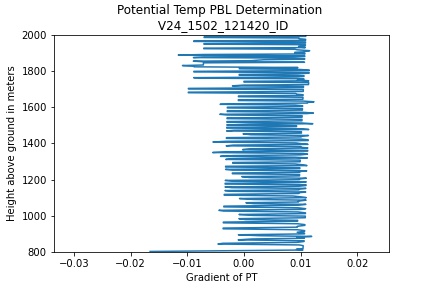 Potential Temp PBL Determination
V24_1502_121420_ID
2000
1800
1600
1400
1200
1000
800
Height above ground in meters
−0.03 −0.02 −0.01 0.00 0.01 0.02
Gradient of PT